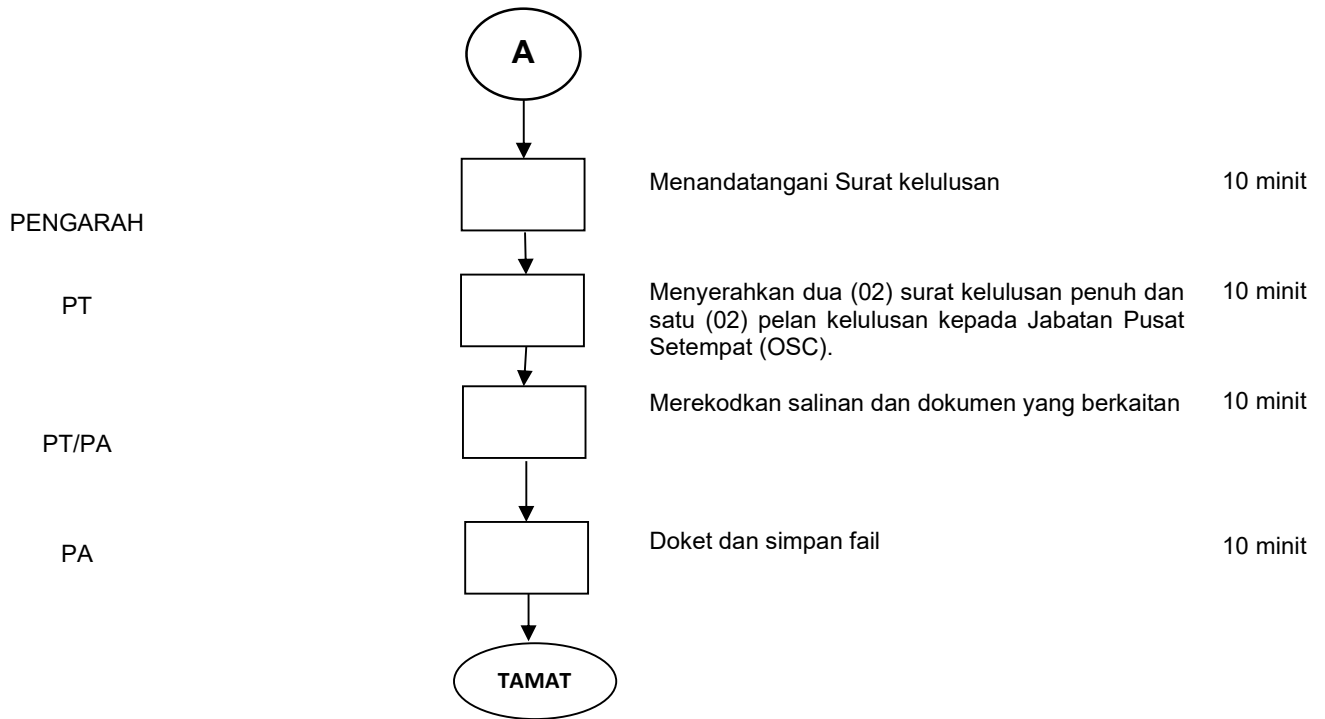 A
Menandatangani Surat kelulusan
10 minit
PENGARAH
PT
Menyerahkan dua (02) surat kelulusan penuh dan
satu (02) pelan kelulusan kepada Jabatan Pusat
Setempat (OSC).
10 minit
Merekodkan salinan dan dokumen yang berkaitan
10 minit
PT/PA
PA
Doket dan simpan fail
10 minit
TAMAT